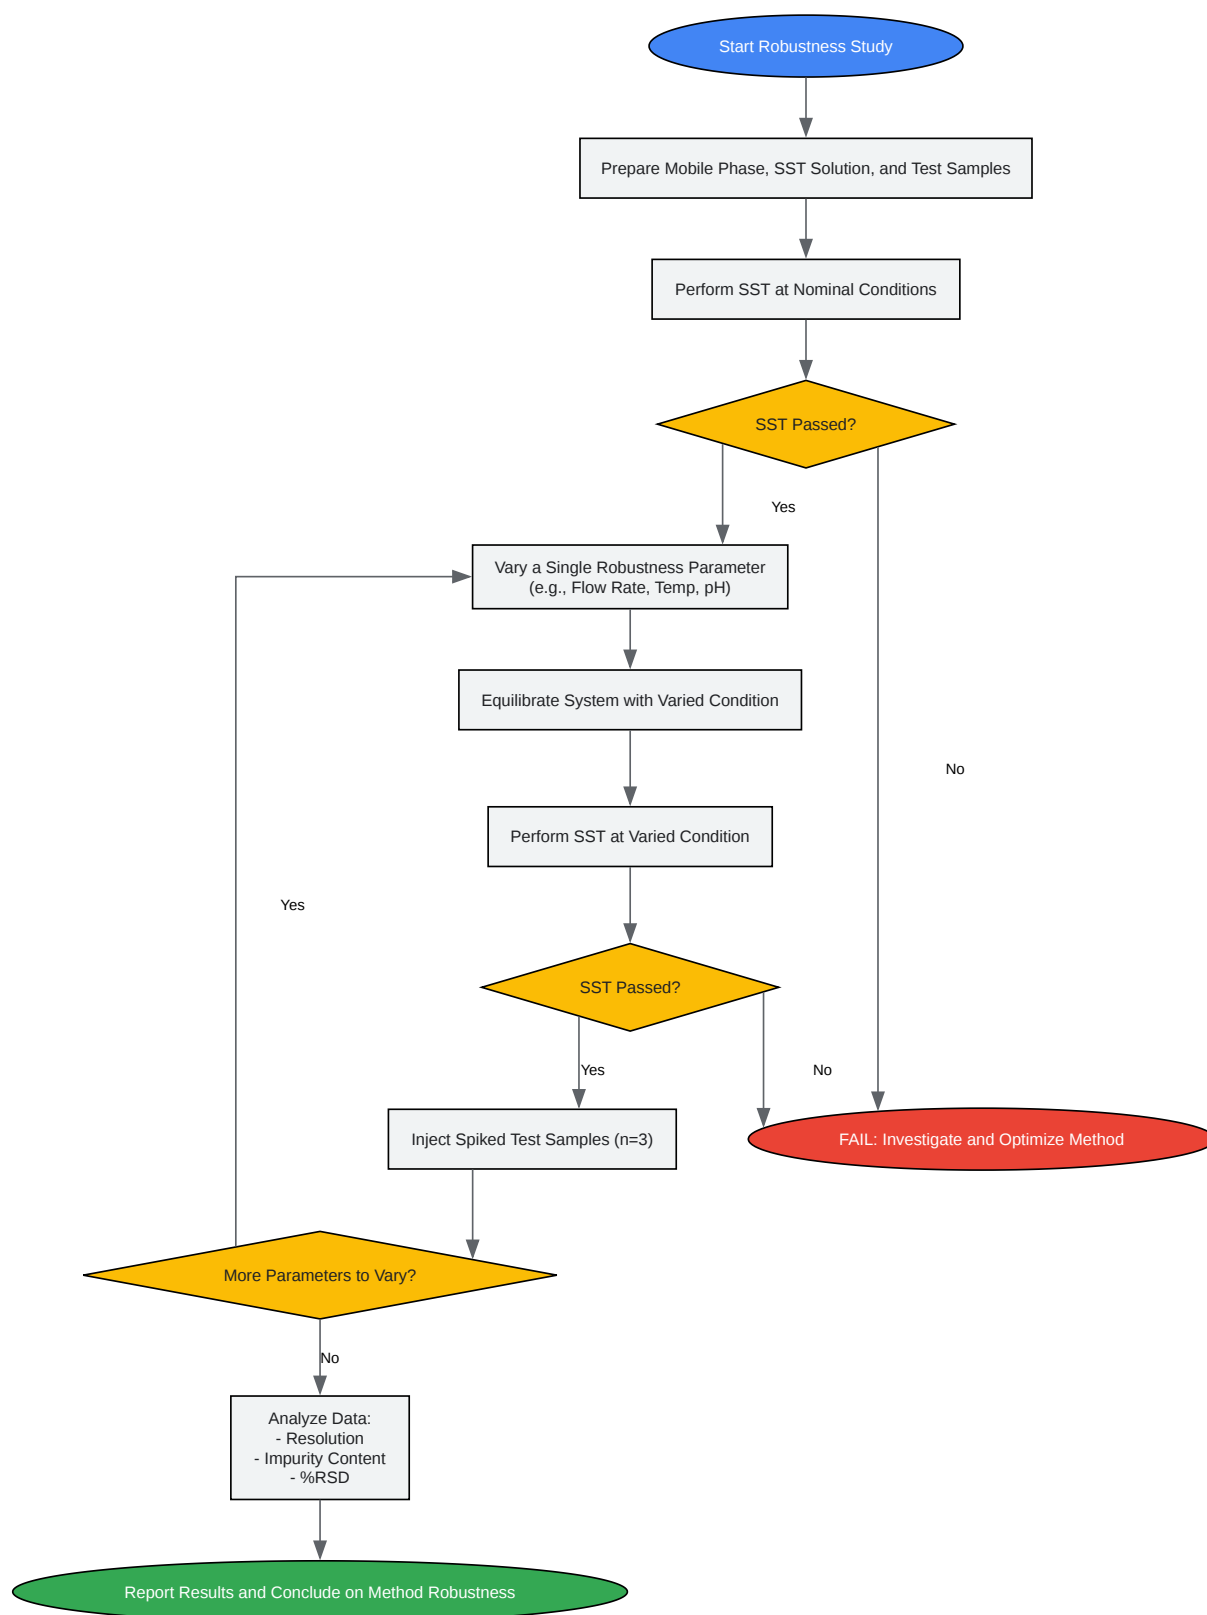 Start Robustness Study
Prepare Mobile Phase, SST Solution, and Test Samples
Perform SST at Nominal Conditions
SST Passed?
Yes
Vary a Single Robustness Parameter
(e.g., Flow Rate, Temp, pH)
Equilibrate System with Varied Condition
No
Perform SST at Varied Condition
Yes
SST Passed?
Yes
No
Inject Spiked Test Samples (n=3)
FAIL: Investigate and Optimize Method
More Parameters to Vary?
No
Analyze Data:
- Resolution
- Impurity Content
- %RSD
Report Results and Conclude on Method Robustness